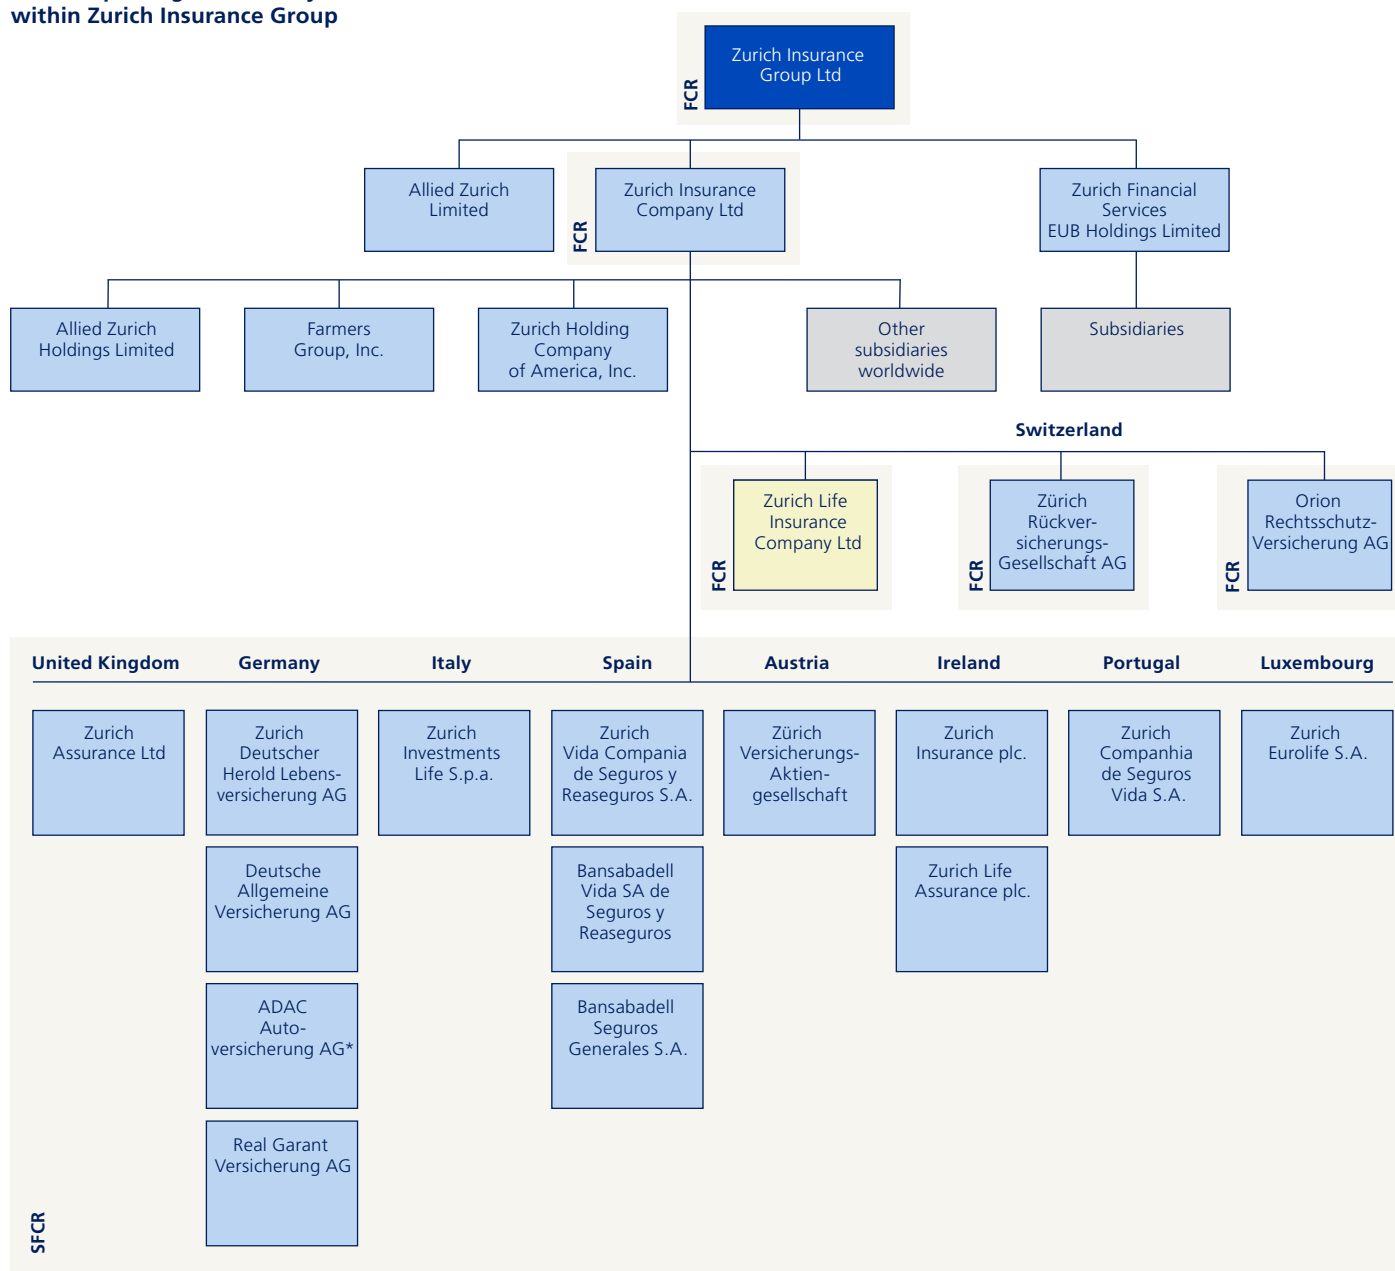 within Zurich Insurance Group
FCR
Zurich Insurance
Group Ltd
Allied Zurich
Limited
FCR
Zurich Insurance
Company Ltd
Zurich Financial
Services
EUB Holdings Limited
Allied Zurich
Holdings Limited
Farmers
Group, Inc.
Zurich Holding
Company
of America, Inc.
Other
subsidiaries
worldwide
Subsidiaries
Switzerland
FCR
Zurich Life
Insurance
Company Ltd
FCR
Zürich
Rückver-
sicherungs-
Gesellschaft AG
FCR
Orion
Rechtsschutz-
Versicherung AG
United Kingdom
Germany
Italy
Spain
Austria
Ireland
Portugal
Luxembourg
Zurich
Assurance Ltd
Zurich
Deutscher
Herold Lebens-
versicherung AG
Zurich
Investments
Life S.p.a.
Zurich
Vida Compania
de Seguros y
Reaseguros S.A.
Zürich
Versicherungs-
Aktien-
gesellschaft
Zurich
Insurance plc.
Zurich
Companhia
de Seguros
Vida S.A.
Zurich
Eurolife S.A.
Deutsche
Allgemeine
Versicherung AG
Bansabadell
Vida SA de
Seguros y
Reaseguros
Zurich Life
Assurance plc.
ADAC
Auto-
versicherung AG*
Bansabadell
Seguros
Generales S.A.
Real Garant
Versicherung AG
SFCR